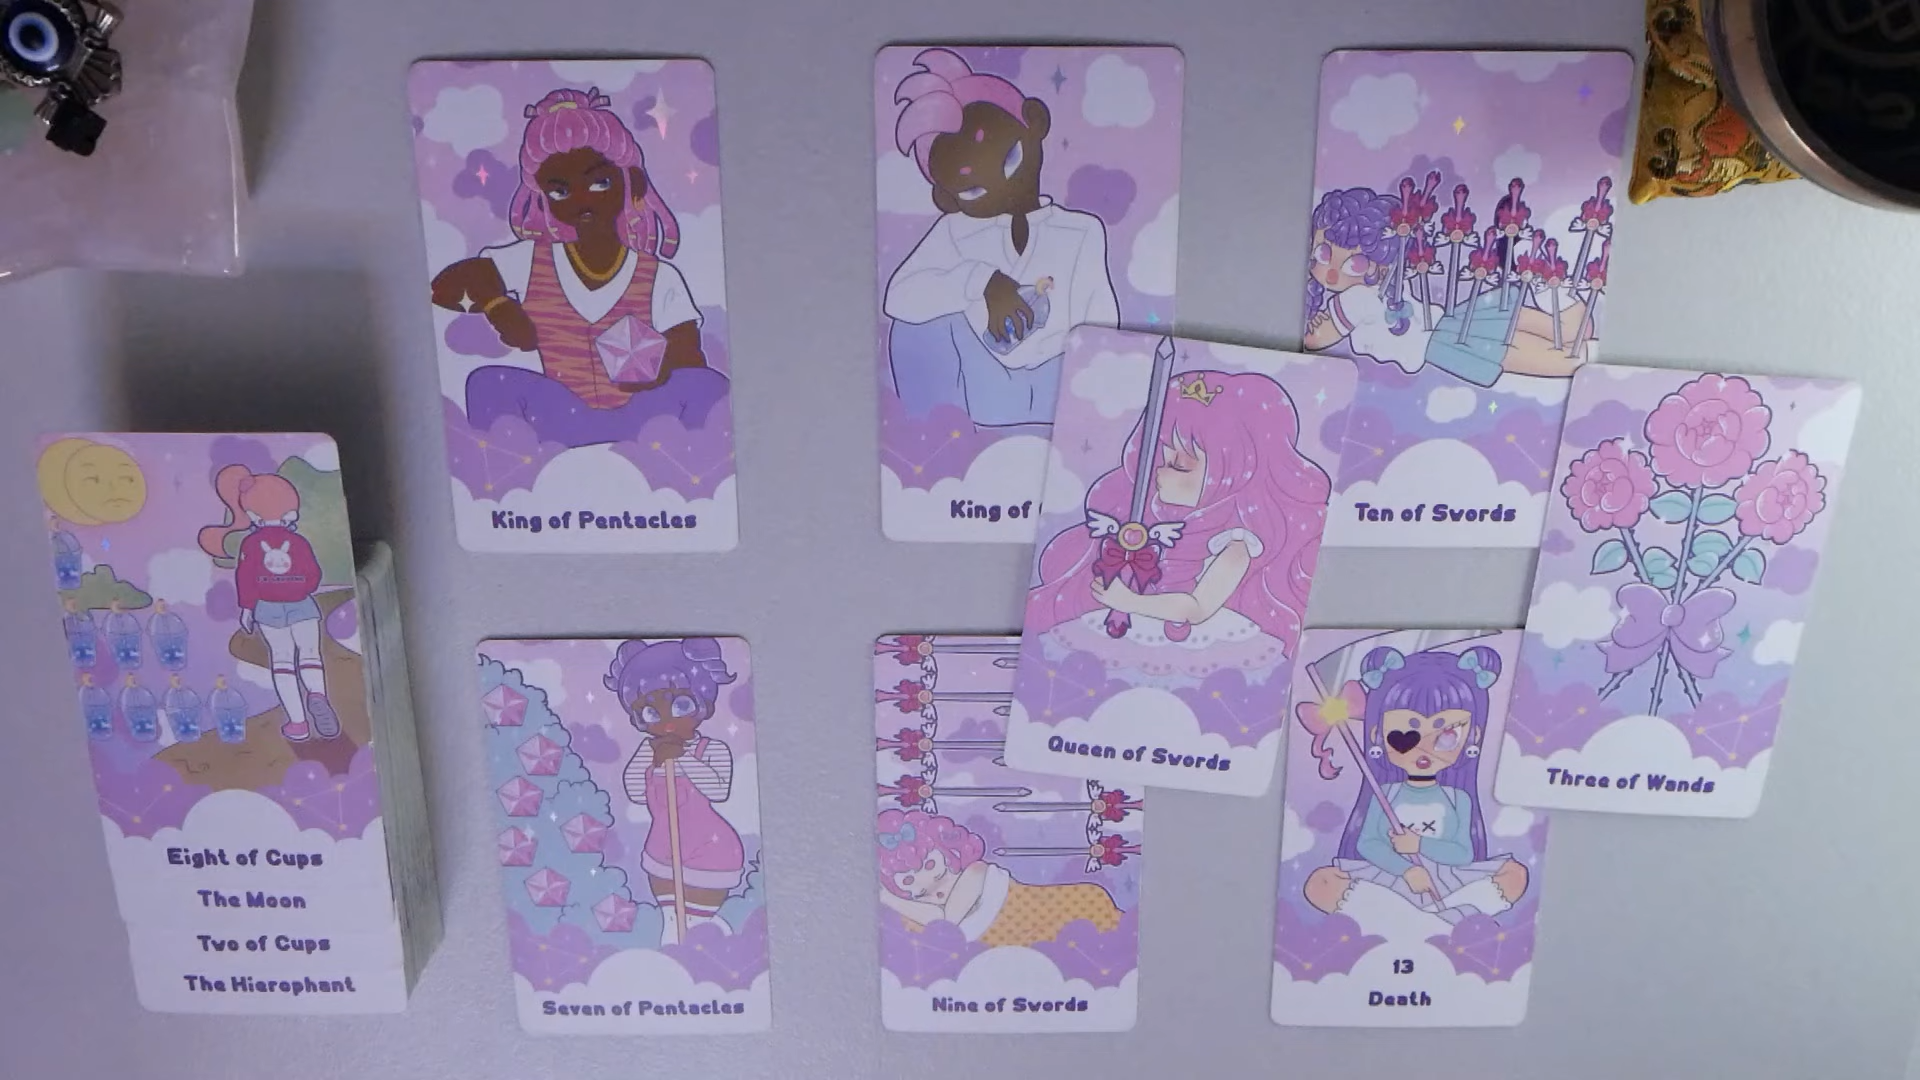 King of Pentacles
King of
Ten of Swords
Queen of Swords
Three of Wands
Eight of Cups
The Moon
Two of Cups
The Hierophant
Seven of Pentacles
Nine of Swords
13
Death